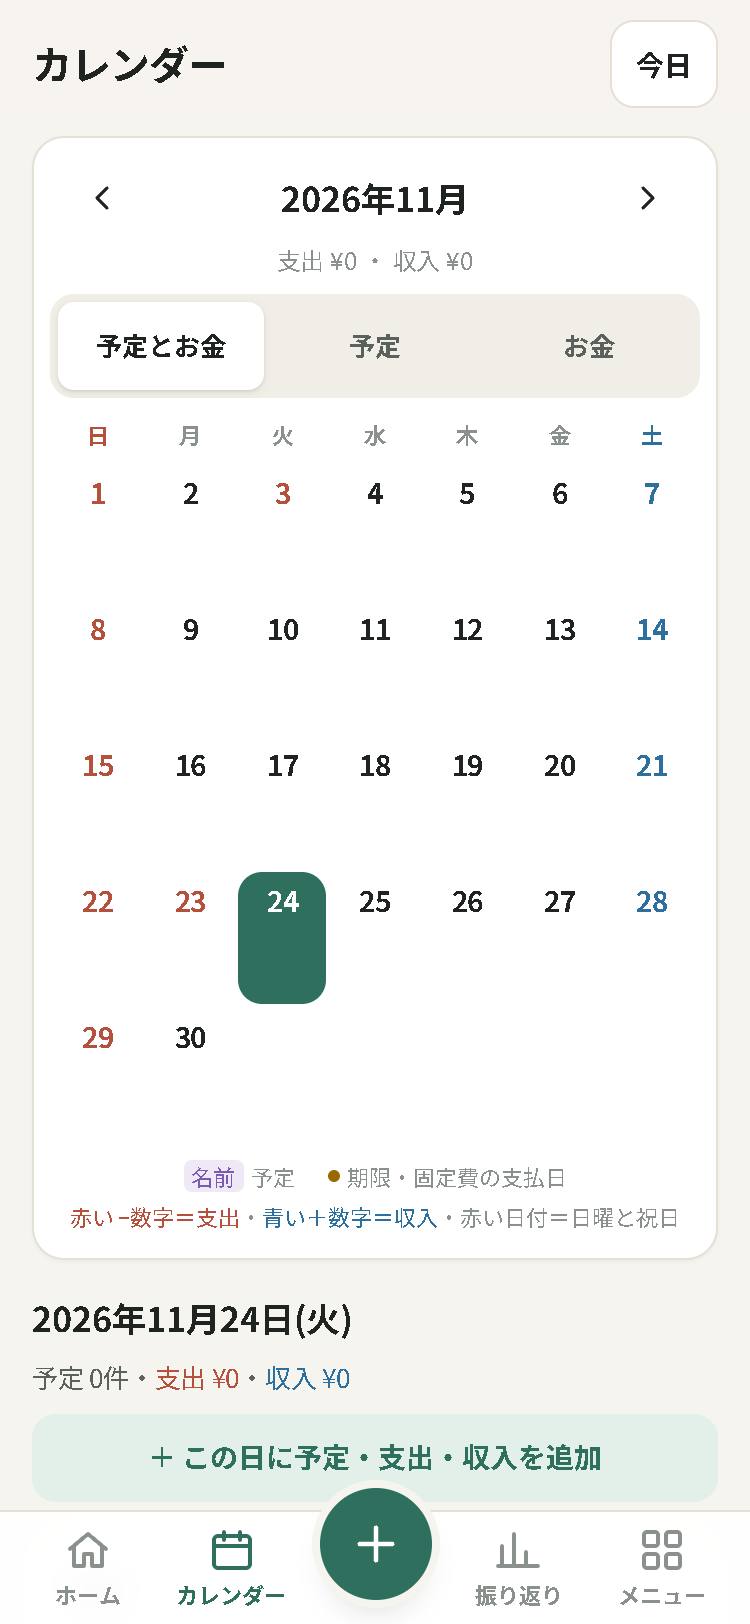 カレンダー
今日
2026年11月
支出 ¥0 ・ 収入 ¥0
予定とお金 予定 お金
日 月 火 水 木 金 土
1 2 3 4 5 6 7
8 9 10 11 12 13 14
15 16 17 18 19 20 21
22 23 24 25 26 27 28
29 30
名前 予定 ●期限・固定費の支払日
赤い−数字＝支出・青い＋数字＝収入・赤い日付＝日曜と祝日
2026年11月24日(火)
予定 0件・支出 ¥0・収入 ¥0
＋ この日に予定・支出・収入を追加
ホーム カレンダー ＋ 振り返り メニュー